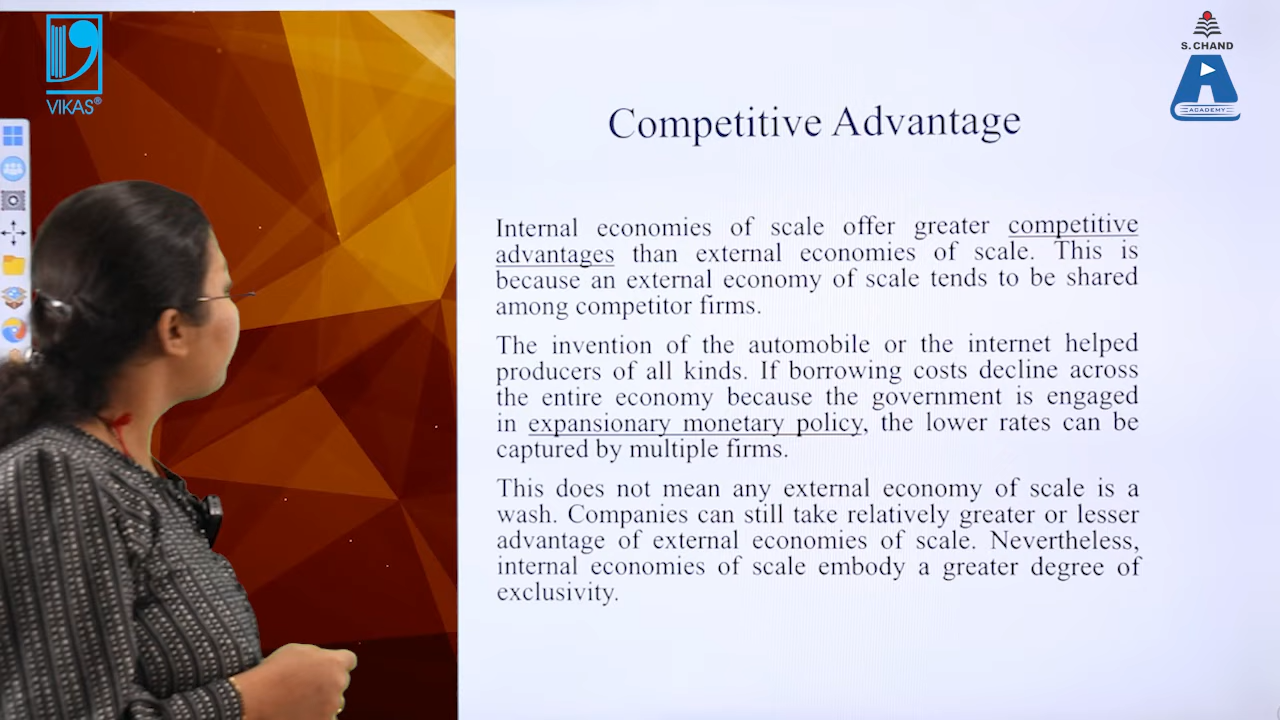 VIKAS®
S. CHAND
ACADEMY
Competitive Advantage
Internal economies of scale offer greater competitive
advantages than external economies of scale. This is
because an external economy of scale tends to be shared
among competitor firms.
The invention of the automobile or the internet helped
producers of all kinds. If borrowing costs decline across
the entire economy because the government is engaged
in expansionary monetary policy, the lower rates can be
captured by multiple firms.
This does not mean any external economy of scale is a
wash. Companies can still take relatively greater or lesser
advantage of external economies of scale. Nevertheless,
internal economies of scale embody a greater degree of
exclusivity.